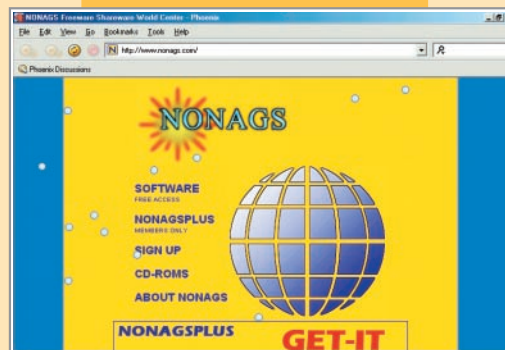 NONAGS Freeware Shareware World Center - Phoenix
File Edit View Go Bookmarks Tools Help
N http://www.nonags.com/
Phoenix Discussions
NONAGS
SOFTWARE
FREE ACCESS
NONAGSPLUS
MEMBERS ONLY
SIGN UP
CD-ROMS
ABOUT NONAGS
NONAGSPLUS
GET-IT